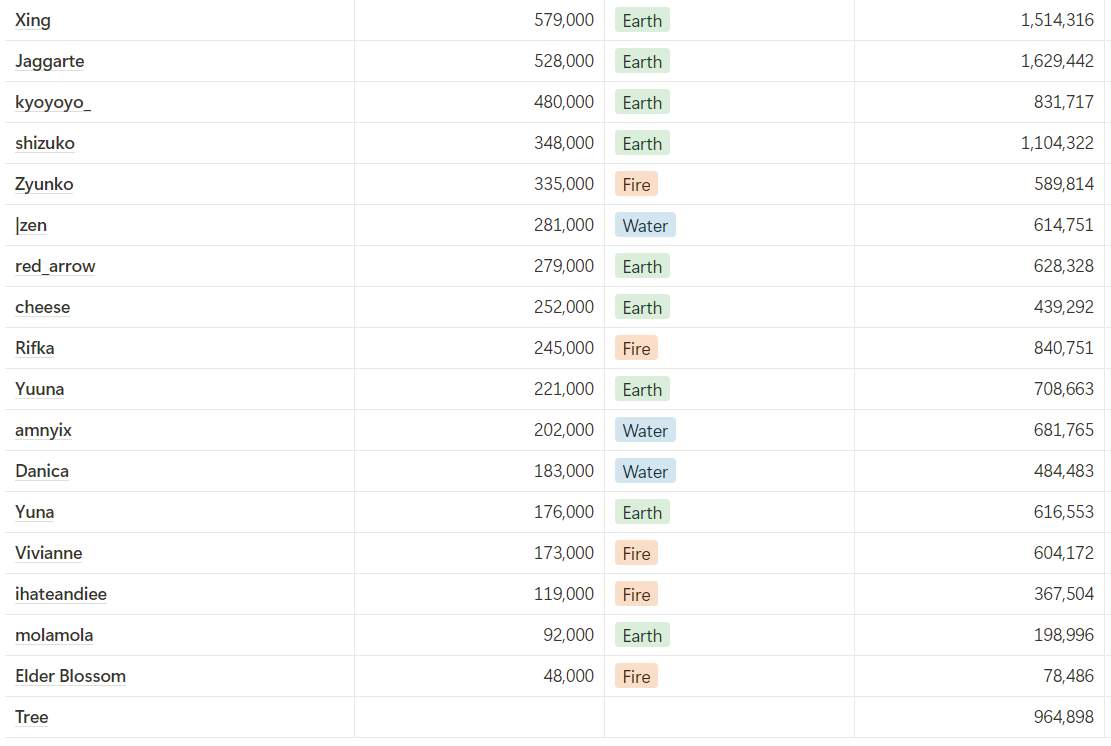 Xing 579,000 Earth 1,514,316
Jaggarte 528,000 Earth 1,629,442
kyoyoyo_ 480,000 Earth 831,717
shizuko 348,000 Earth 1,104,322
Zyunko 335,000 Fire 589,814
|zen 281,000 Water 614,751
red_arrow 279,000 Earth 628,328
cheese 252,000 Earth 439,292
Rifka 245,000 Fire 840,751
Yuuna 221,000 Earth 708,663
amnyix 202,000 Water 681,765
Danica 183,000 Water 484,483
Yuna 176,000 Earth 616,553
Vivianne 173,000 Fire 604,172
ihateandiee 119,000 Fire 367,504
molamola 92,000 Earth 198,996
Elder Blossom 48,000 Fire 78,486
Tree 964,898